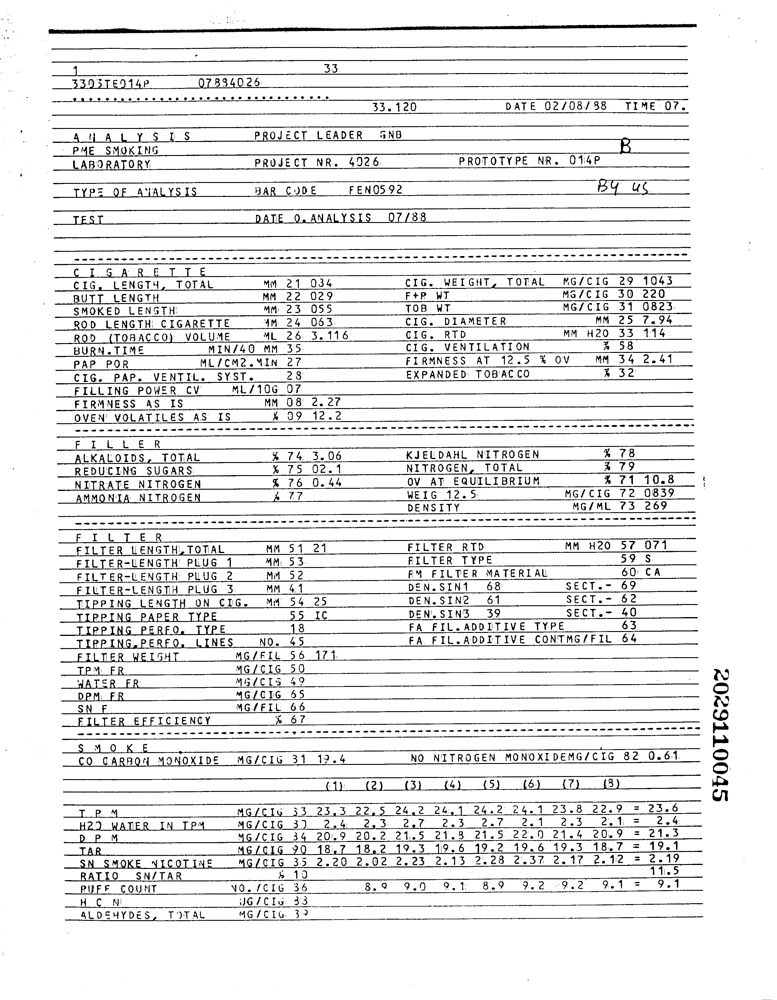 1 33
3303TE014P 07834026
33.120 DATE 02/08/88 TIME 07.
A N A L Y S I S PROJECT LEADER GNB
PME SMOKING B
LABORATORY PROJECT NR. 4026 PROTOTYPE NR. 014P
TYPE OF ANALYSIS BAR CODE FEN0592 By us
TEST DATE O.ANALYSIS 07/88
C I G A R E T T E
CIG. LENGTH, TOTAL MM 21 034 CIG. WEIGHT, TOTAL MG/CIG 29 1043
BUTT LENGTH MM 22 029 F+P WT MG/CIG 30 220
SMOKED LENGTH MM 23 055 TOB WT MG/CIG 31 0823
ROD LENGTH CIGARETTE MM 24 063 CIG. DIAMETER MM 25 7.94
ROD (TOBACCO) VOLUME ML 26 3.116 CIG. RTD MM H20 33 114
BURN.TIME MIN/40 MM 35 CIG. VENTILATION % 58
PAP POR ML/CM2.MIN 27 FIRMNESS AT 12.5 % OV MM 34 2.41
CIG. PAP. VENTIL. SYST. 28 EXPANDED TOBACCO % 32
FILLING POWER CV ML/10G 07
FIRMNESS AS IS MM 08 2.27
OVEN VOLATILES AS IS % 09 12.2
F I L L E R
ALKALOIDS, TOTAL % 74 3.06 KJELDAHL NITROGEN % 78
REDUCING SUGARS % 75 02.1 NITROGEN, TOTAL % 79
NITRATE NITROGEN % 76 0.44 OV AT EQUILIBRIUM % 71 10.8
AMMONIA NITROGEN % 77 WEIG 12.5 MG/CIG 72 0839
DENSITY MG/ML 73 269
F I L T E R
FILTER LENGTH,TOTAL MM 51 21 FILTER RTD MM H20 57 071
FILTER-LENGTH PLUG 1 MM 53 FILTER TYPE 59 S
FILTER-LENGTH PLUG 2 MM 52 FM FILTER MATERIAL 60 CA
FILTER-LENGTH PLUG 3 MM 41 DEN.SIN1 68 SECT.- 69
TIPPING LENGTH ON CIG. MM 54 25 DEN.SIN2 61 SECT.- 62
TIPPING PAPER TYPE 55 IC DEN.SIN3 39 SECT.- 40
TIPPING PERFO. TYPE 18 FA FIL.ADDITIVE TYPE 63
TIPPING.PERFO. LINES NO. 45 FA FIL.ADDITIVE CONTMG/FIL 64
FILTER WEIGHT MG/FIL 56 171
TPM FR MG/CIG 50
WATER FR MG/CIG 49
DPM FR MG/CIG 65
SN F MG/FIL 66
FILTER EFFICIENCY % 67
S M O K E
CO CARBON MONOXIDE MG/CIG 31 19.4 NO NITROGEN MONOXIDEMG/CIG 82 0.61
(1) (2) (3) (4) (5) (6) (7) (8)
T P M MG/CIG 33 23.3 22.5 24.2 24.1 24.2 24.1 23.8 22.9 = 23.6
H2O WATER IN TPM MG/CIG 2.4 2.3 2.7 2.3 2.7 2.1 2.3 2.1 = 2.4
D P M MG/CIG 34 20.9 20.2 21.5 21.8 21.5 22.0 21.4 20.9 = 21.3
TAR MG/CIG 90 18.7 18.2 19.3 19.6 19.2 19.6 19.3 18.7 = 19.1
SN SMOKE NICOTINE MG/CIG 35 2.20 2.02 2.23 2.13 2.28 2.37 2.17 2.12 = 2.19
RATIO SN/TAR % 10 11.5
PUFF COUNT NO./CIG 36 8.9 9.0 9.1 8.9 9.2 9.2 9.1 = 9.1
H C N UG/CIG
ALDEHYDES, TOTAL MG/CIG
2029110045